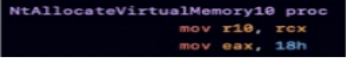 NtAllocateVirtualMemory10 proc
mov r10, rcx
mov eax, 18h